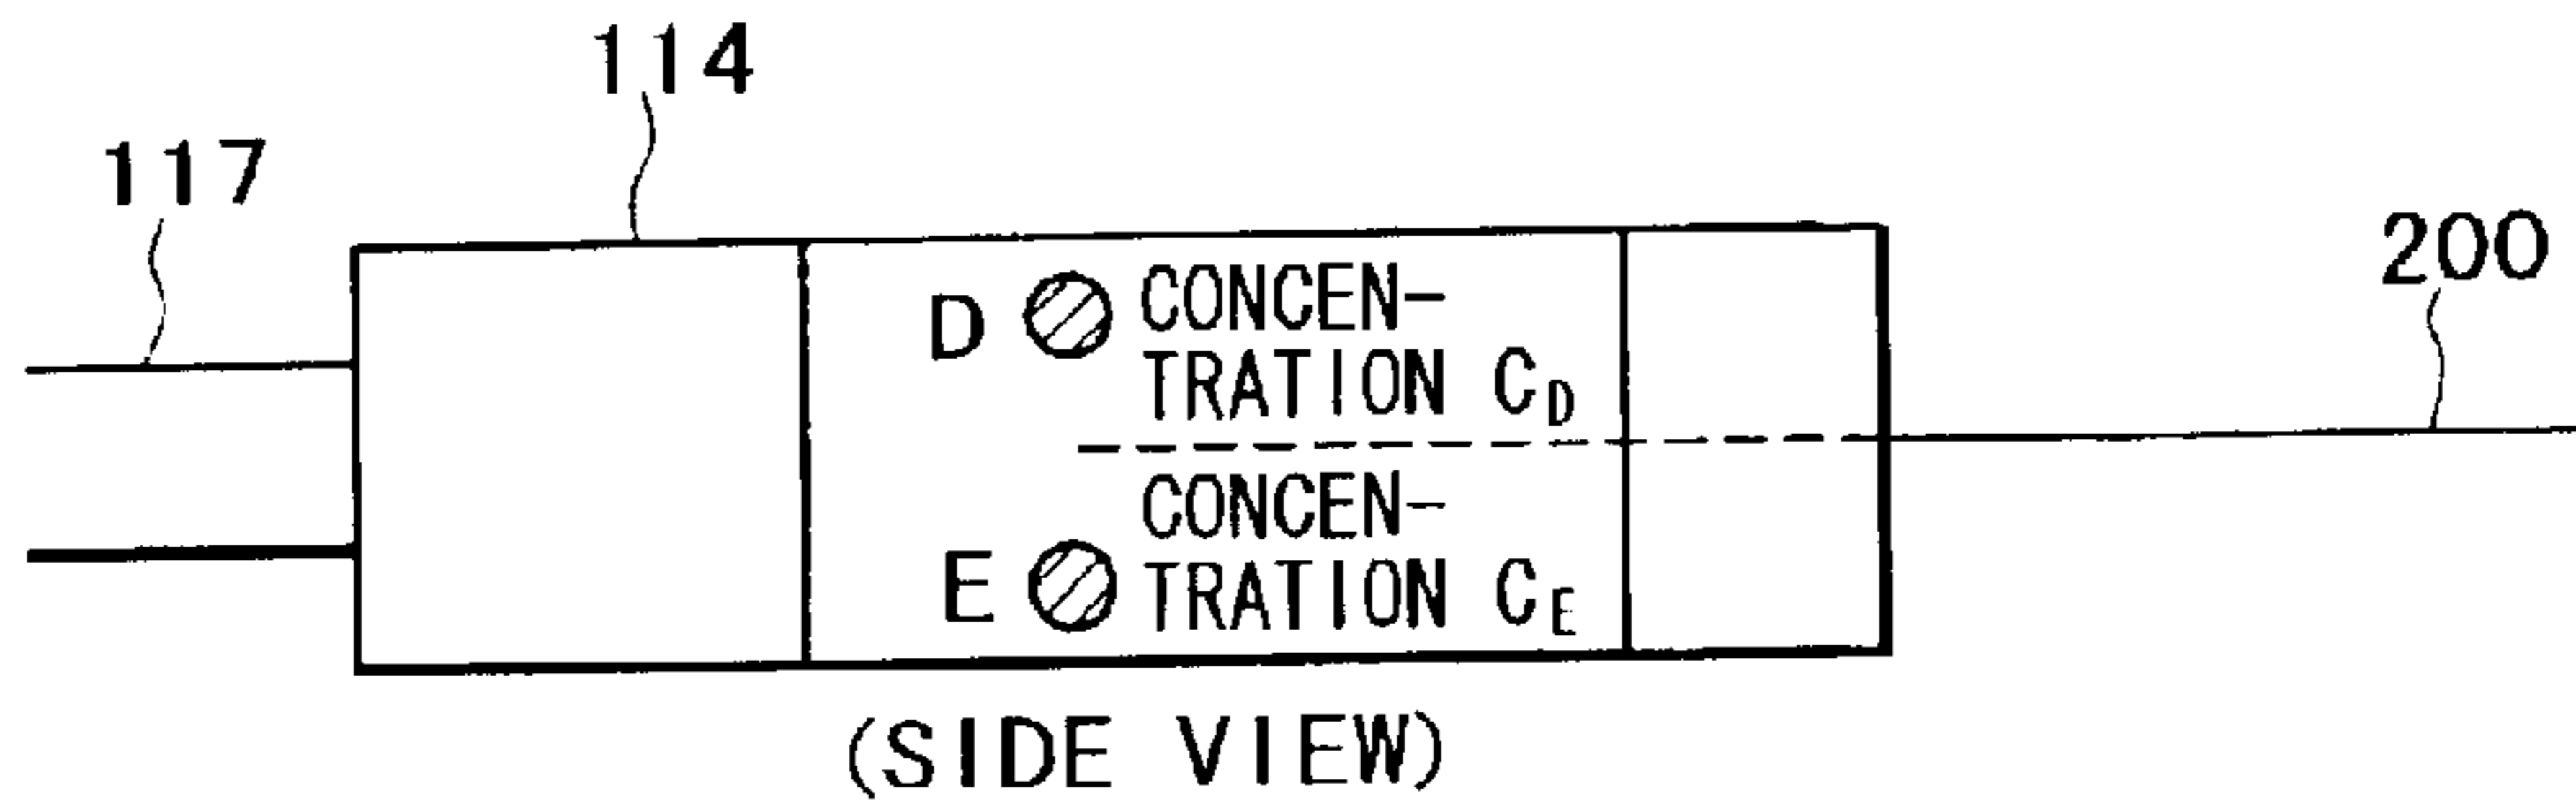 114
117
200
D CONCEN-
TRATION C_D
CONCEN-
E TRATION C_E
(SIDE VIEW)